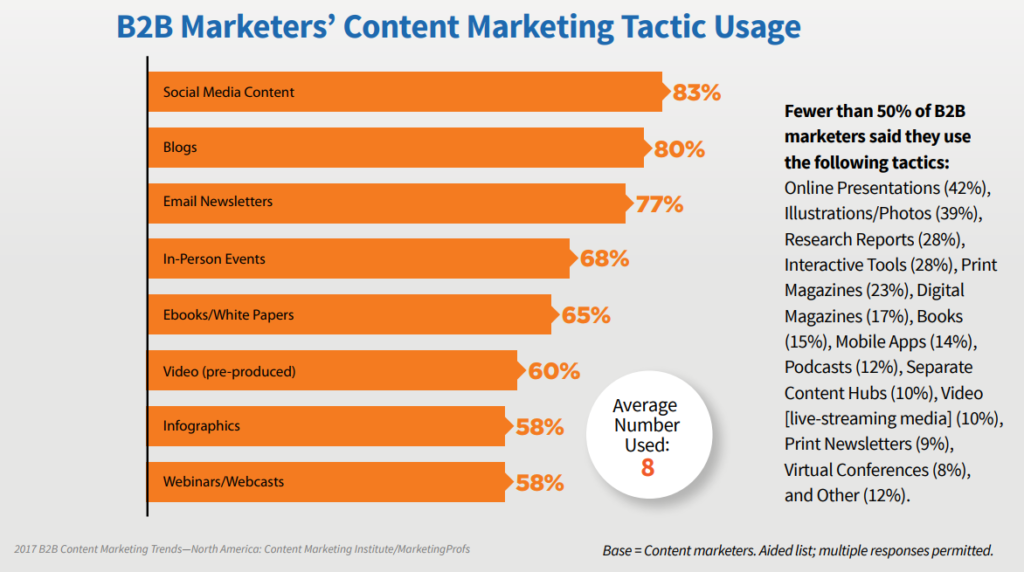 B2B Marketers’ Content Marketing Tactic Usage
Social Media Content 83%
Blogs 80%
Email Newsletters 77%
In-Person Events 68%
Ebooks/White Papers 65%
Video (pre-produced) 60%
Infographics 58%
Webinars/Webcasts 58%
Average
Number
Used:
8
Fewer than 50% of B2B
marketers said they use
the following tactics:
Online Presentations (42%),
Illustrations/Photos (39%),
Research Reports (28%),
Interactive Tools (28%), Print
Magazines (23%), Digital
Magazines (17%), Books
(15%), Mobile Apps (14%),
Podcasts (12%), Separate
Content Hubs (10%), Video
[live-streaming media] (10%),
Print Newsletters (9%),
Virtual Conferences (8%),
and Other (12%).
2017 B2B Content Marketing Trends—North America: Content Marketing Institute/MarketingProfs
Base = Content marketers. Aided list; multiple responses permitted.